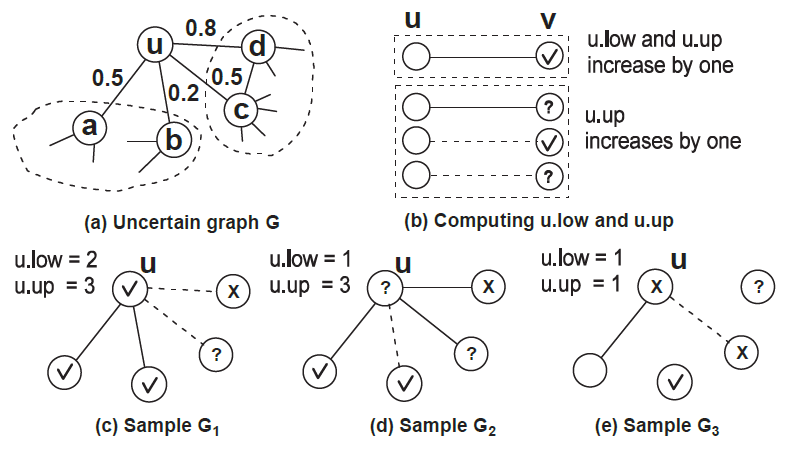 u
0.8
d
0.5
0.2
0.5
c
a
b
(a) Uncertain graph G
u
v
✓
u.low and u.up
increase by one
?
✓
?
u.up
increases by one
(b) Computing u.low and u.up
u.low = 2
u.up = 3
u
✓
X
?
✓
✓
(c) Sample G₁
u.low = 1
u.up = 3
u
?
X
?
✓
✓
(d) Sample G₂
u.low = 1
u.up = 1
u
X
?
X
✓
(e) Sample G₃